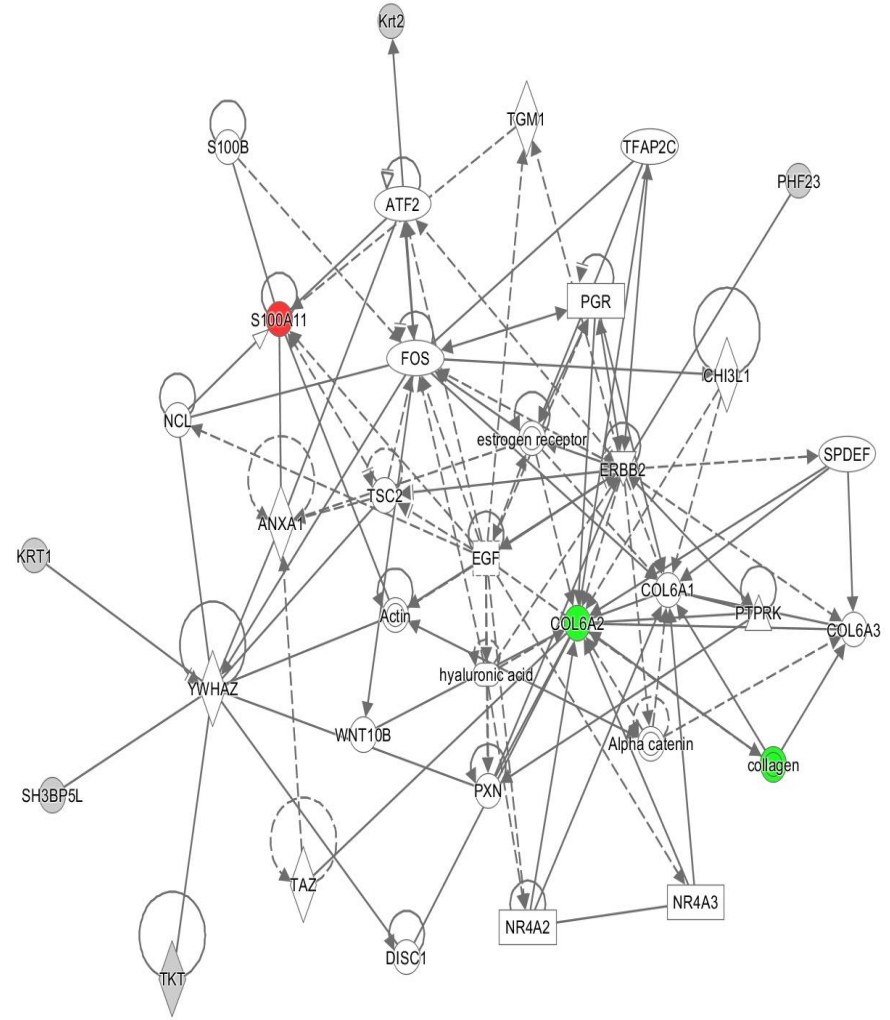 Krt2
TGM1
S100B
TFAP2C
PHF23
ATF2
PGR
S100A11
FOS
CHI3L1
NCL
estrogen receptor
SPDEF
ERBB2
TSC2
ANXA1
KRT1
EGF
COL6A1
Actin
COL6A2
PTPRK
COL6A3
hyaluronic acid
YWHAZ
WNT10B
Alpha catenin
collagen
SH3BP5L
PXN
TAZ
NR4A3
NR4A2
DISC1
TKT